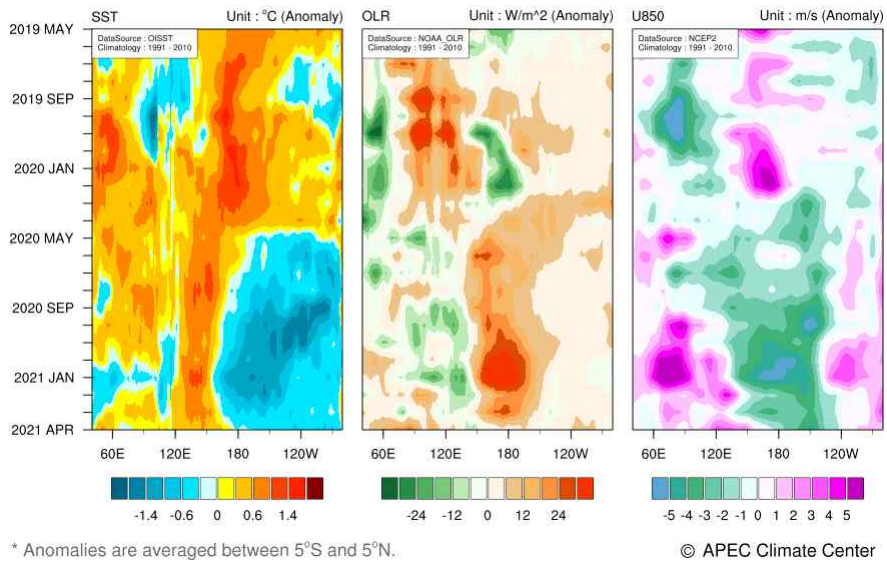 SST Unit : °C (Anomaly)
OLR Unit : W/m^2 (Anomaly)
U850 Unit : m/s (Anomaly)
DataSource : OISST
Climatology : 1991 - 2010
DataSource : NOAA_OLR
Climatology : 1991 - 2010
DataSource : NCEP2
Climatology : 1991 - 2010
2019 MAY
2019 SEP
2020 JAN
2020 MAY
2020 SEP
2021 JAN
2021 APR
60E 120E 180 120W
60E 120E 180 120W
60E 120E 180 120W
-1.4 -0.6 0 0.6 1.4
-24 -12 0 12 24
-5 -4 -3 -2 -1 0 1 2 3 4 5
* Anomalies are averaged between 5°S and 5°N.
© APEC Climate Center